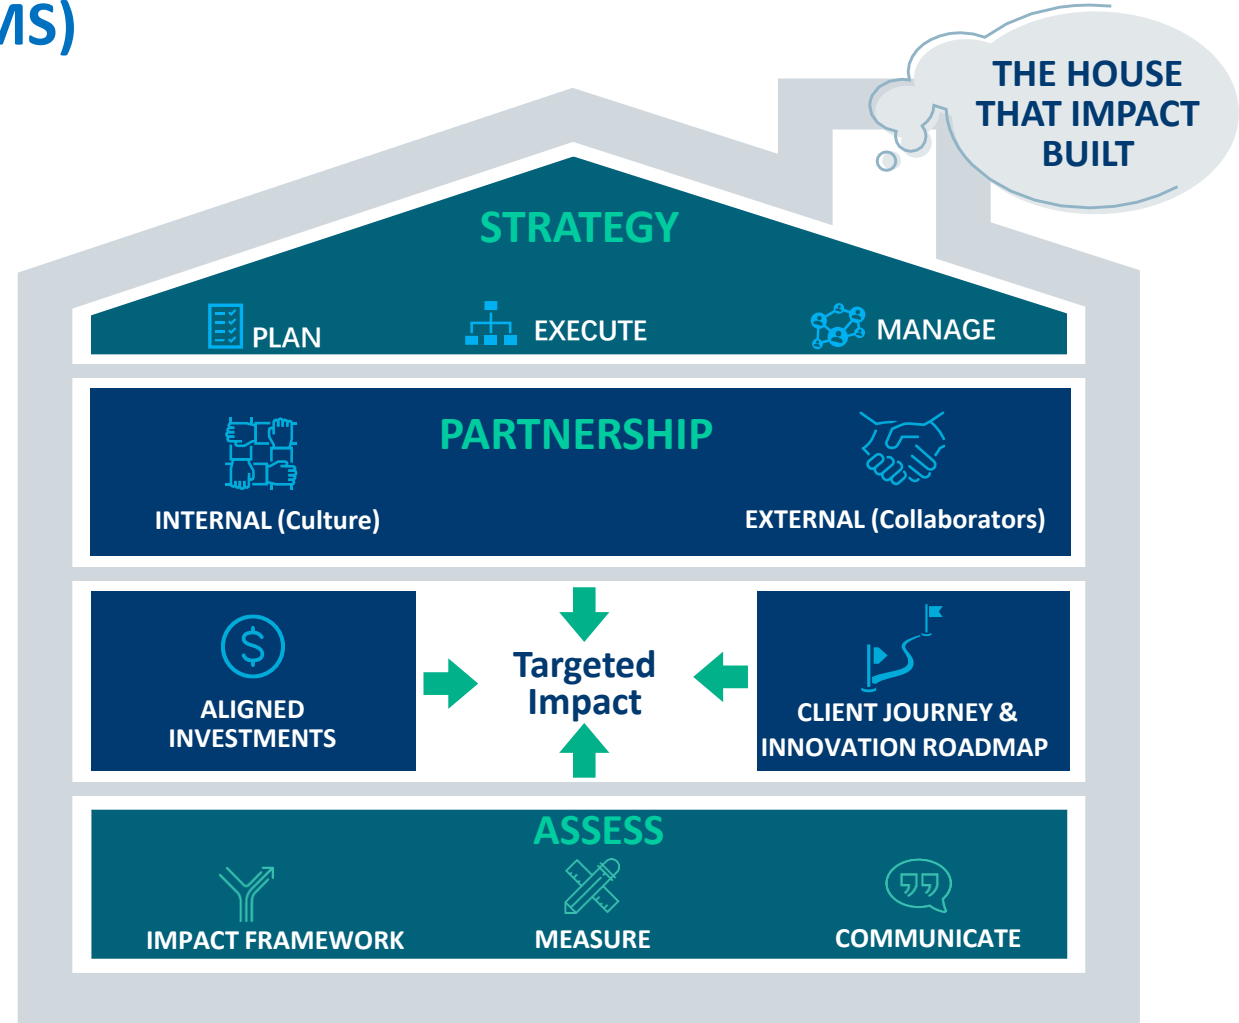 MS)
THE HOUSE
THAT IMPACT
BUILT
STRATEGY
PLAN
EXECUTE
MANAGE
PARTNERSHIP
INTERNAL (Culture)
EXTERNAL (Collaborators)
$
ALIGNED
INVESTMENTS
Targeted
Impact
CLIENT JOURNEY &
INNOVATION ROADMAP
ASSESS
IMPACT FRAMEWORK
MEASURE
COMMUNICATE